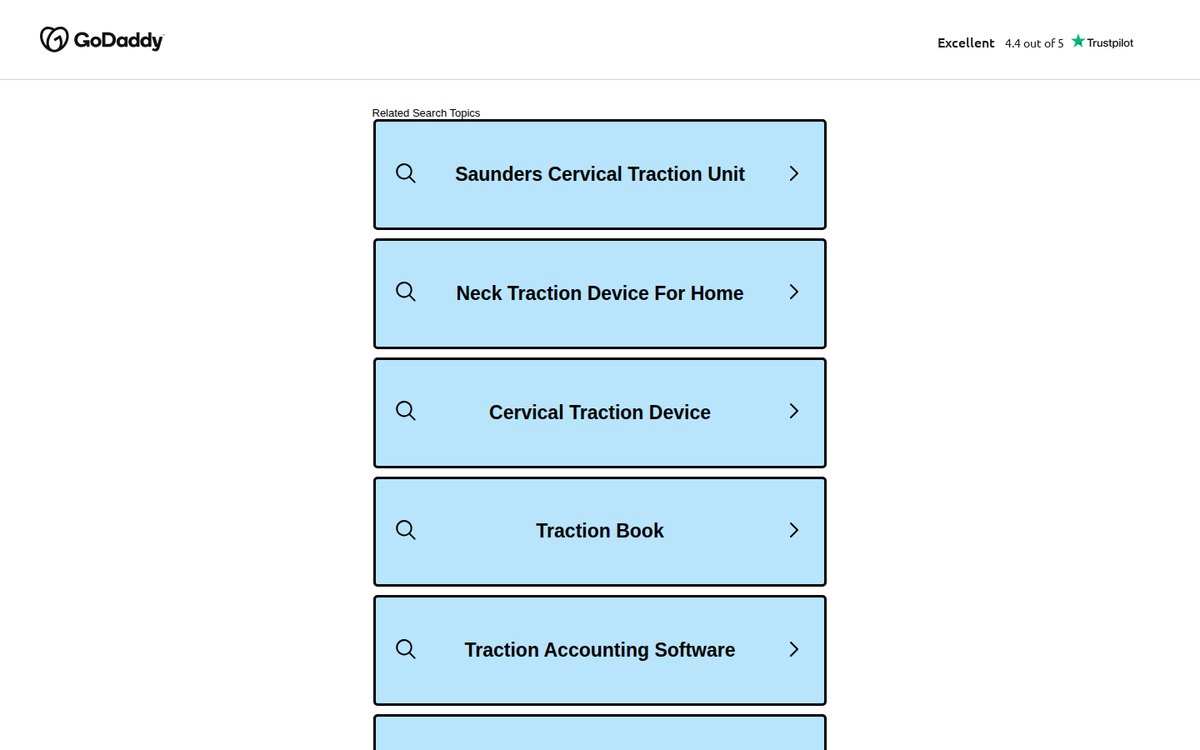 GoDaddy
Excellent 4.4 out of 5 Trustpilot
Related Search Topics
Saunders Cervical Traction Unit
Neck Traction Device For Home
Cervical Traction Device
Traction Book
Traction Accounting Software